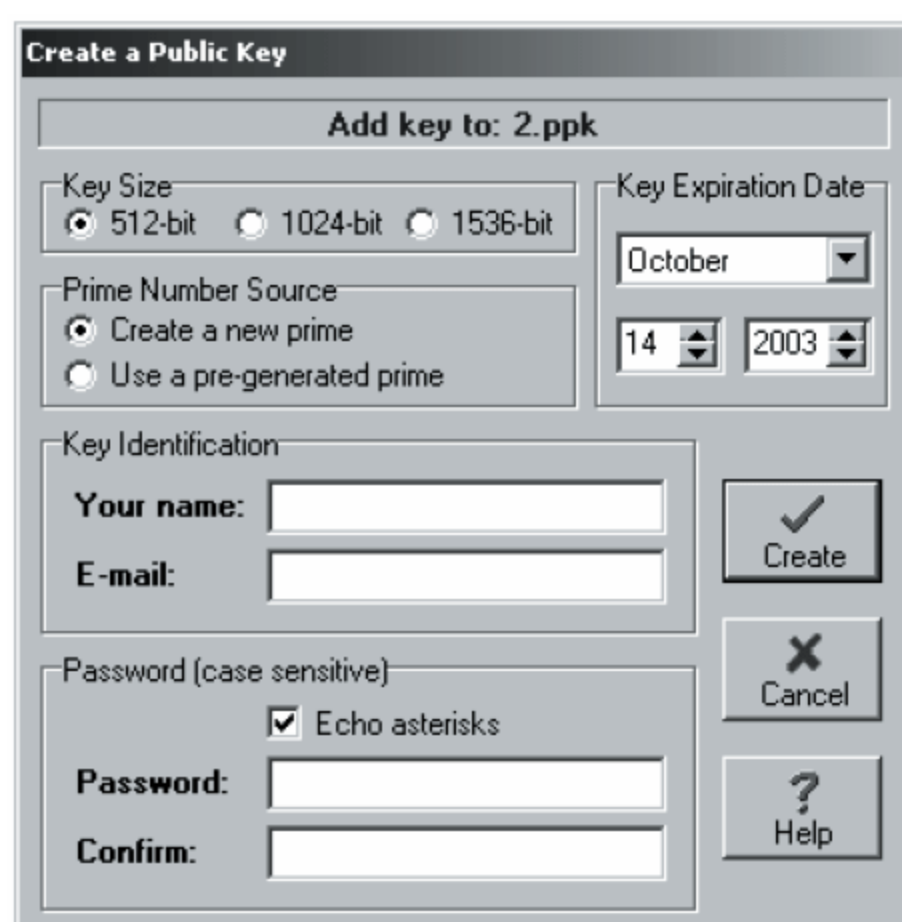 Create a Public Key
Add key to: 2.ppk
Key Size
512-bit 1024-bit 1536-bit
Key Expiration Date
October
14 2003
Prime Number Source
Create a new prime
Use a pre-generated prime
Key Identification
Your name:
E-mail:
Create
Cancel
Help
Password (case sensitive)
Echo asterisks
Password:
Confirm: